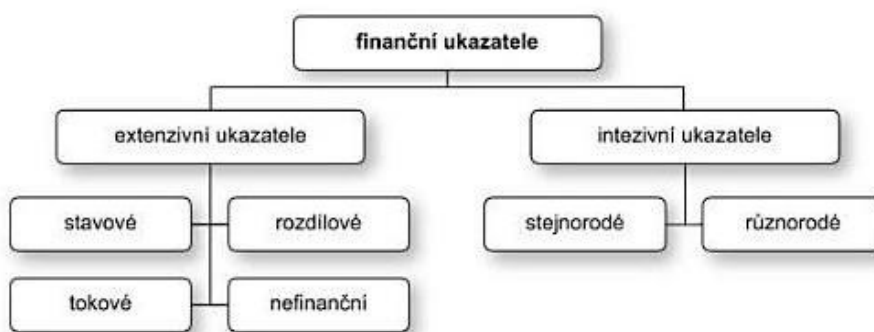 finanční ukazatele
extenzivní ukazatele
intezivní ukazatele
stavové
rozdílové
stejnorodé
různorodé
tokové
nefinanční